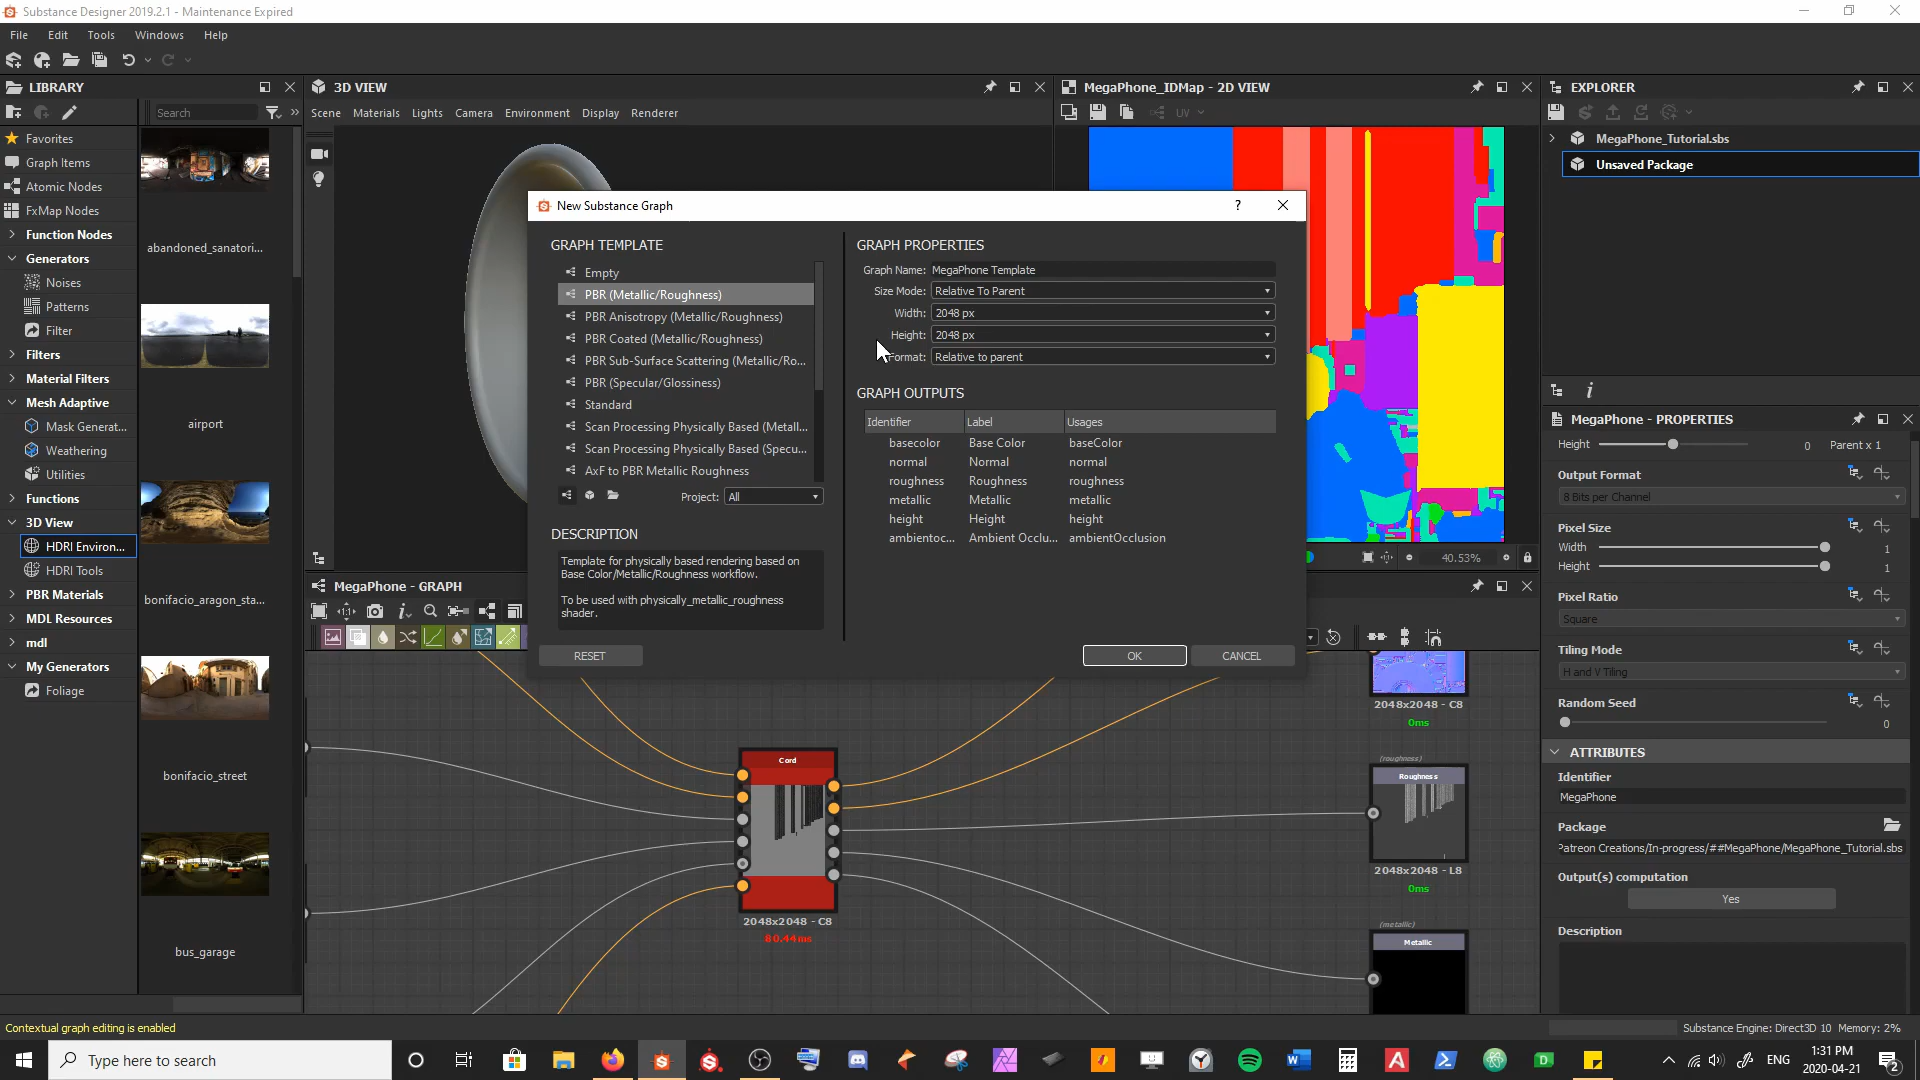 Substance Designer 2019.2.1 - Maintenance Expired
File Edit Tools Windows Help
LIBRARY
Search
Favorites
Graph Items
Atomic Nodes
FxMap Nodes
Function Nodes
Generators
Noises
Patterns
Filter
Filters
Material Filters
Mesh Adaptive
Mask Generat...
Weathering
Utilities
Functions
3D View
HDRI Environ...
HDRI Tools
PBR Materials
MDL Resources
mdl
My Generators
Foliage
abandoned_sanatori...
airport
bonifacio_aragon_sta...
bonifacio_street
bus_garage
3D VIEW
Scene Materials Lights Camera Environment Display Renderer
MegaPhone_IDMap - 2D VIEW
UV
40.53%
New Substance Graph
?
GRAPH TEMPLATE
Empty
PBR (Metallic/Roughness)
PBR Anisotropy (Metallic/Roughness)
PBR Coated (Metallic/Roughness)
PBR Sub-Surface Scattering (Metallic/Ro...
PBR (Specular/Glossiness)
Standard
Scan Processing Physically Based (Metall...
Scan Processing Physically Based (Specu...
AxF to PBR Metallic Roughness
Project: All
DESCRIPTION
Template for physically based rendering based on
Base Color/Metallic/Roughness workflow.
To be used with physically_metallic_roughness
shader.
RESET
GRAPH PROPERTIES
Graph Name: MegaPhone Template
Size Mode: Relative To Parent
Width: 2048 px
Height: 2048 px
Format: Relative to parent
GRAPH OUTPUTS
Identifier Label Usages
basecolor Base Color baseColor
normal Normal normal
roughness Roughness roughness
metallic Metallic metallic
height Height height
ambientoc... Ambient Occlu... ambientOcclusion
OK
CANCEL
MegaPhone - GRAPH
Cord
2048x2048 - C8
80.44ms
2048x2048 - C8
0ms
(roughness)
Roughness
2048x2048 - L8
0ms
(metallic)
Metallic
EXPLORER
MegaPhone_Tutorial.sbs
Unsaved Package
MegaPhone - PROPERTIES
Height 0 Parent x 1
Output Format
8 Bits per Channel
Pixel Size
Width 1
Height 1
Pixel Ratio
Square
Tiling Mode
H and V Tiling
Random Seed
0
ATTRIBUTES
Identifier
MegaPhone
Package
Patreon Creations/In-progress/##MegaPhone/MegaPhone_Tutorial.sbs
Output(s) computation
Yes
Description
Contextual graph editing is enabled
Substance Engine: Direct3D 10 Memory: 2%
Type here to search
ENG
1:31 PM
2020-04-21
2